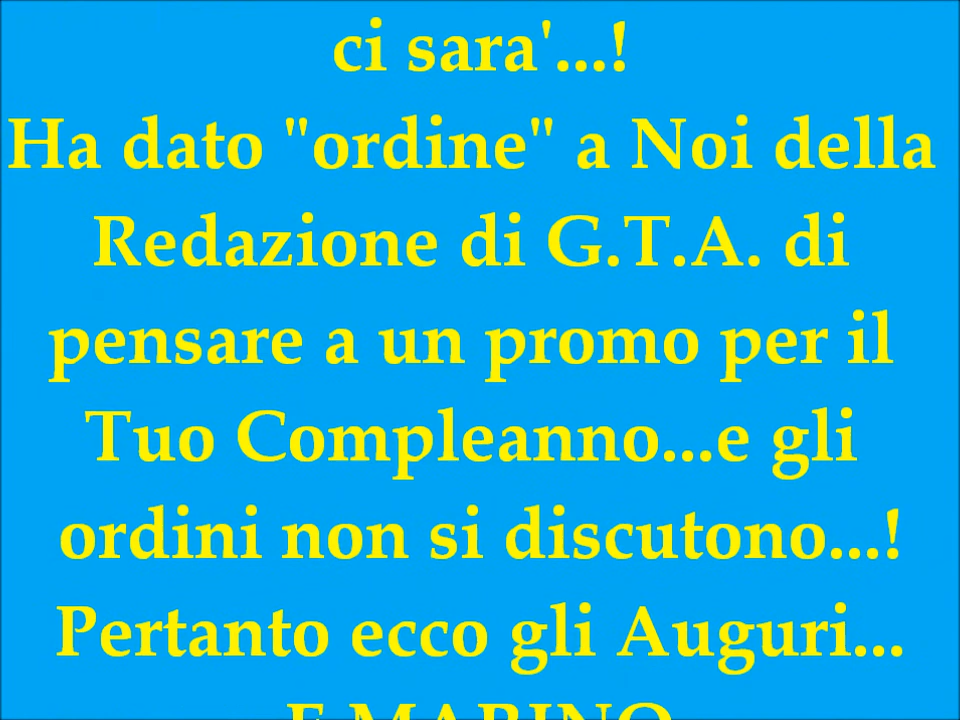 ci sara'...!
Ha dato "ordine" a Noi della
Redazione di G.T.A. di
pensare a un promo per il
Tuo Compleanno...e gli
ordini non si discutono...!
Pertanto ecco gli Auguri...
E MARINO